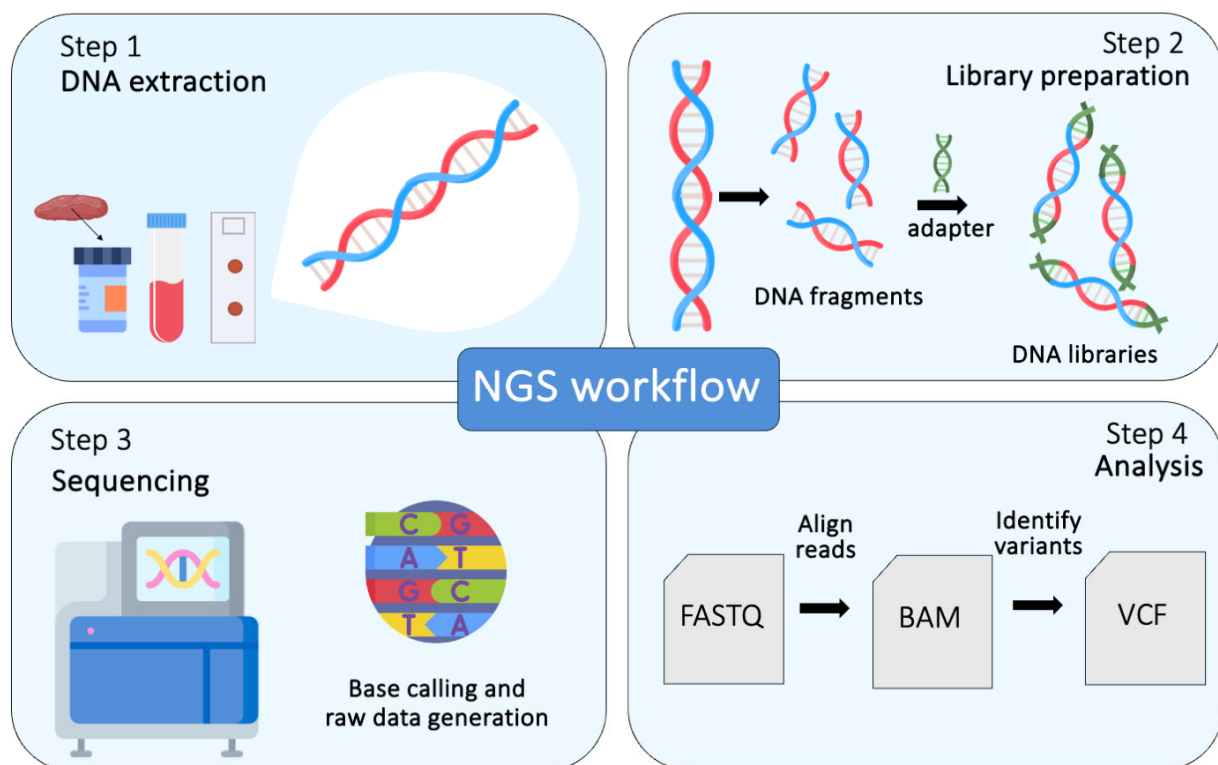 Step 1
DNA extraction
Step 2
Library preparation
adapter
DNA fragments
DNA libraries
NGS workflow
Step 3
Sequencing
C G
A T
G C
T A
Base calling and
raw data generation
Step 4
Analysis
Align
reads
Identify
variants
FASTQ
BAM
VCF